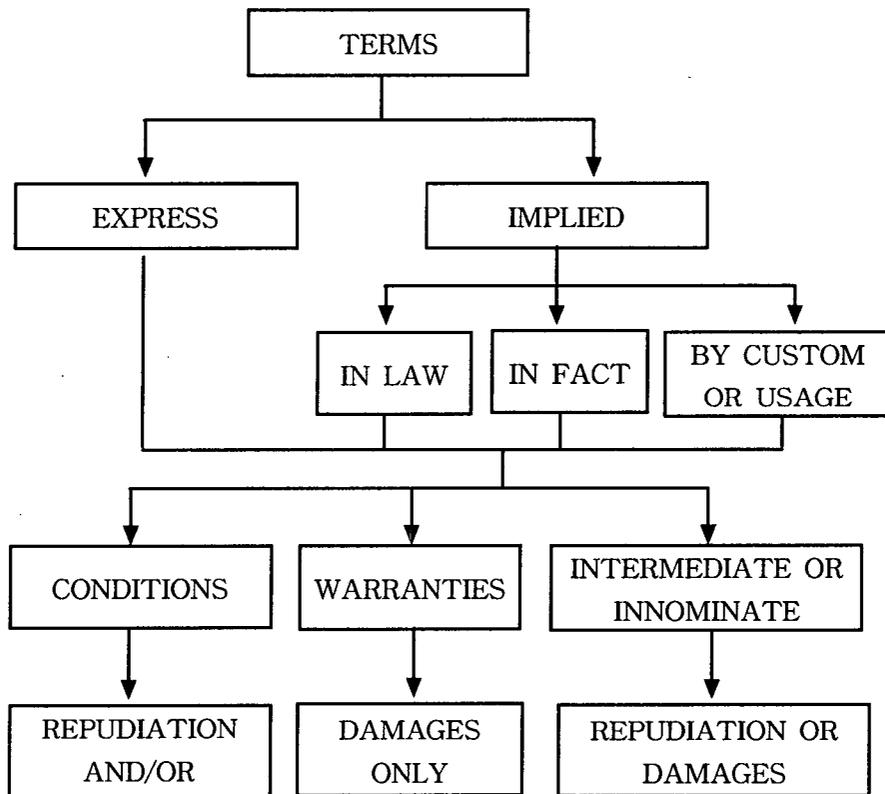 TERMS
EXPRESS
IMPLIED
IN LAW
IN FACT
BY CUSTOM
OR USAGE
CONDITIONS
WARRANTIES
INTERMEDIATE OR
INNOMINATE
REPUDIATION
AND/OR
DAMAGES
ONLY
REPUDIATION OR
DAMAGES